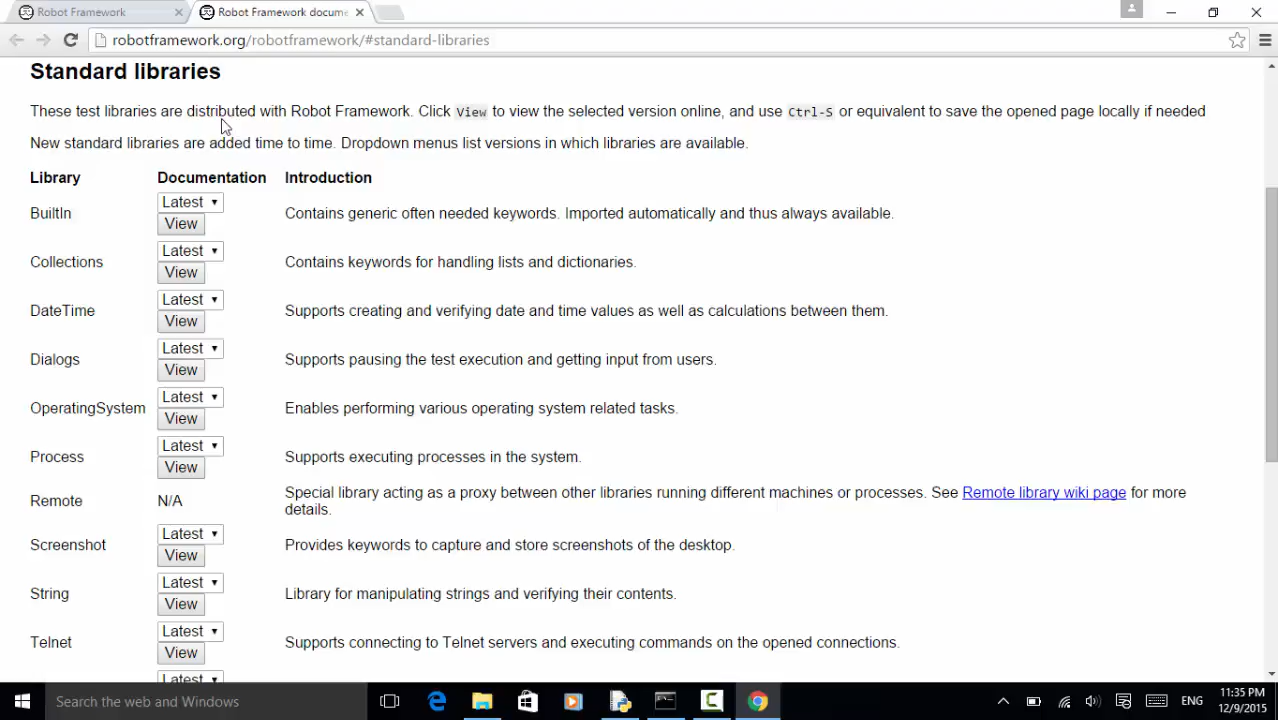 Robot Framework
Robot Framework docume
robotframework.org/robotframework/#standard-libraries
Standard libraries
These test libraries are distributed with Robot Framework. Click View to view the selected version online, and use Ctrl-S or equivalent to save the opened page locally if needed
New standard libraries are added time to time. Dropdown menus list versions in which libraries are available.
Library Documentation Introduction
BuiltIn Latest View Contains generic often needed keywords. Imported automatically and thus always available.
Collections Latest View Contains keywords for handling lists and dictionaries.
DateTime Latest View Supports creating and verifying date and time values as well as calculations between them.
Dialogs Latest View Supports pausing the test execution and getting input from users.
OperatingSystem Latest View Enables performing various operating system related tasks.
Process Latest View Supports executing processes in the system.
Remote N/A Special library acting as a proxy between other libraries running different machines or processes. See Remote library wiki page for more
details.
Screenshot Latest View Provides keywords to capture and store screenshots of the desktop.
String Latest View Library for manipulating strings and verifying their contents.
Telnet Latest View Supports connecting to Telnet servers and executing commands on the opened connections.
Latest
Search the web and Windows
ENG
11:35 PM
12/9/2015